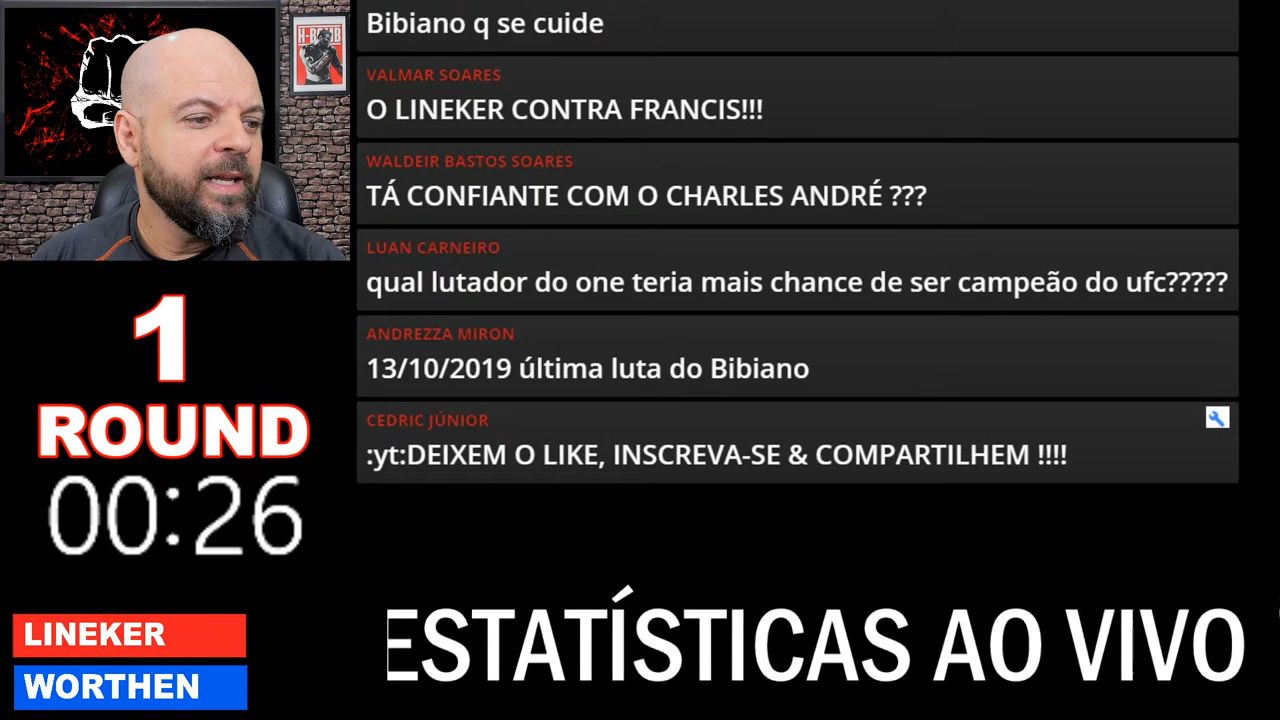 Bibiano q se cuide
VALMAR SOARES
O LINEKER CONTRA FRANCIS!!!
WALDEIR BASTOS SOARES
TÁ CONFIANTE COM O CHARLES ANDRÉ ???
LUAN CARNEIRO
qual lutador do one teria mais chance de ser campeão do ufc?????
ANDREZZA MIRON
13/10/2019 última luta do Bibiano
CEDRIC JÚNIOR
:yt:DEIXEM O LIKE, INSCREVA-SE & COMPARTILHEM !!!!
H-BOMB
1
ROUND
00:26
LINEKER
WORTHEN
ESTATÍSTICAS AO VIVO